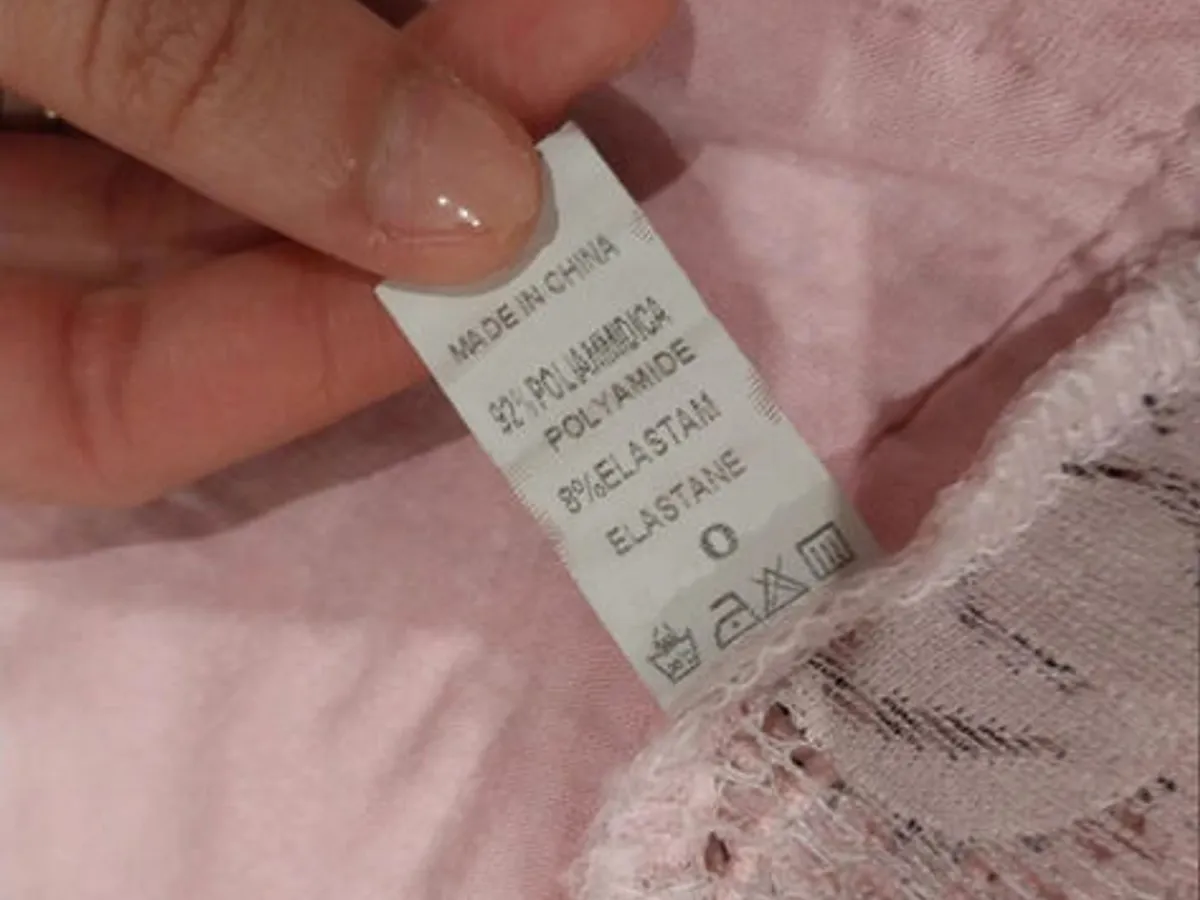 MADE IN CHINA
92%POLIAMMIDICA
POLYAMIDE
8%ELASTAM
ELASTANE
O